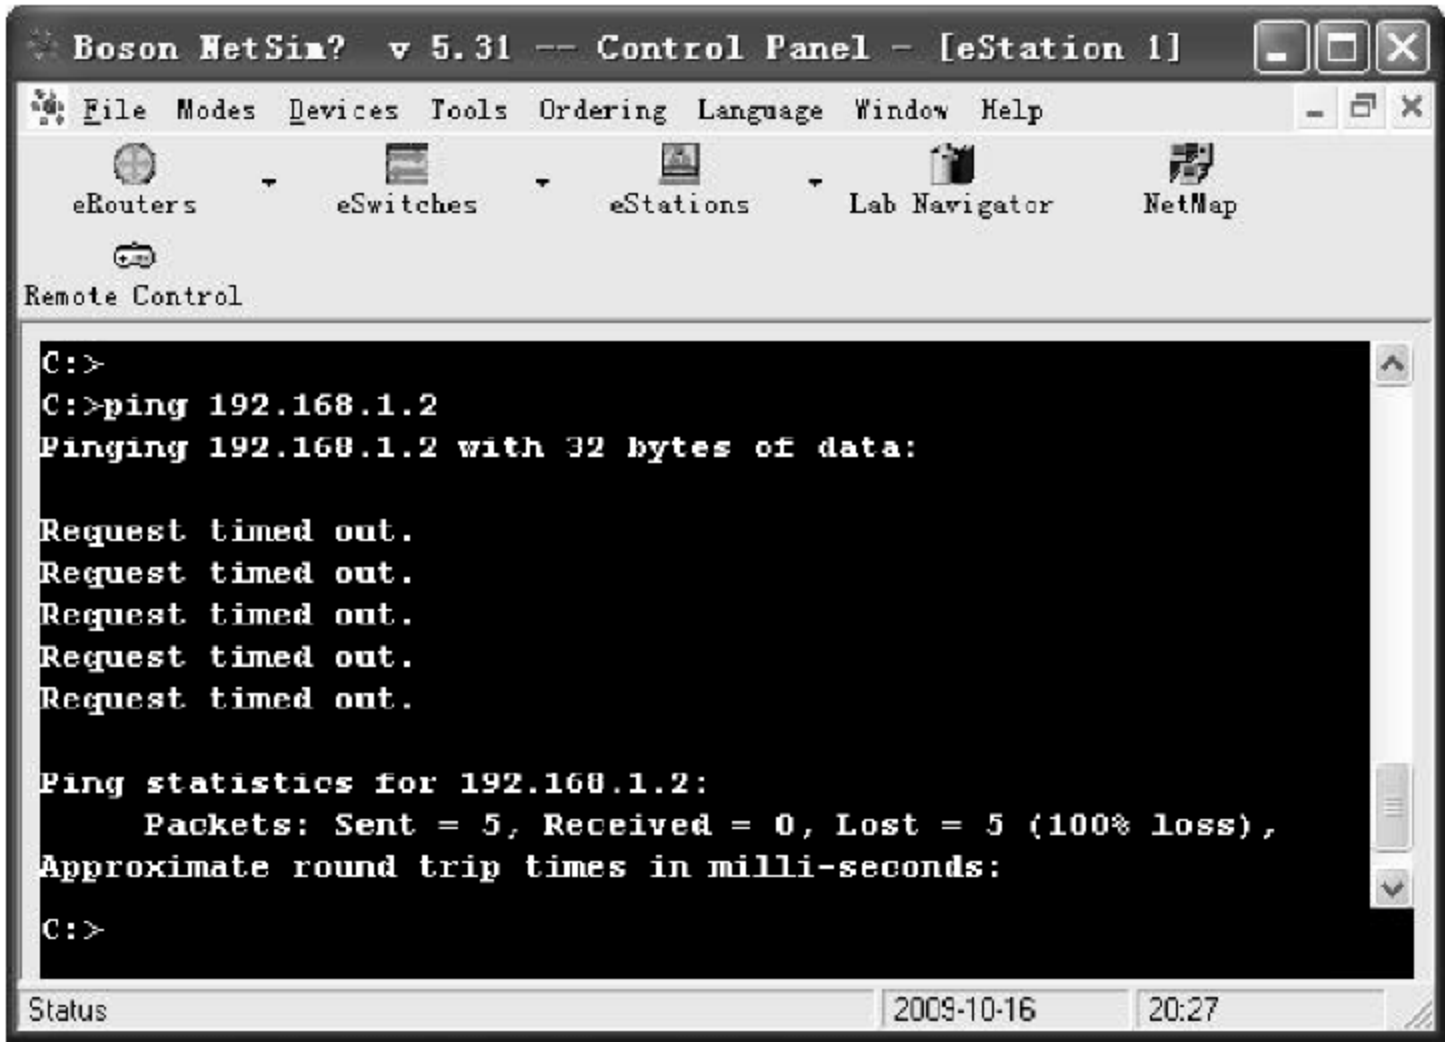 Boson NetSim? v 5.31 -- Control Panel - [eStation 1]
File Modes Devices Tools Ordering Language Window Help
eRouters eSwitches eStations Lab Navigator NetMap
Remote Control
C:>
C:>ping 192.168.1.2
Pinging 192.168.1.2 with 32 bytes of data:
Request timed out.
Request timed out.
Request timed out.
Request timed out.
Request timed out.
Ping statistics for 192.168.1.2:
Packets: Sent = 5, Received = 0, Lost = 5 (100% loss),
Approximate round trip times in milli-seconds:
C:>
Status 2009-10-16 20:27